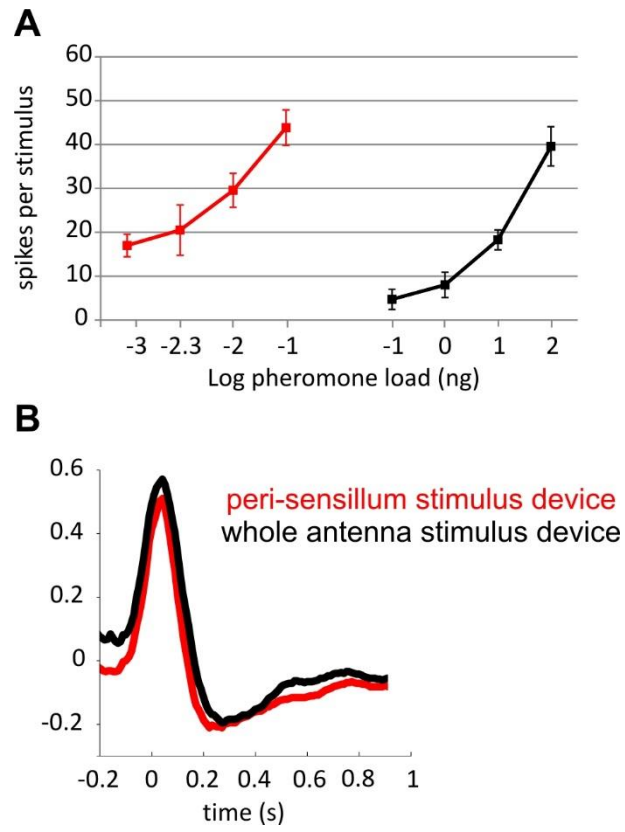 A
60
50
40
30
20
10
0
spikes per stimulus
-3 -2.3 -2 -1 -1 0 1 2
Log pheromone load (ng)
B
0.6
0.4
0.2
0
-0.2
peri-sensillum stimulus device
whole antenna stimulus device
-0.2 0 0.2 0.4 0.6 0.8 1
time (s)